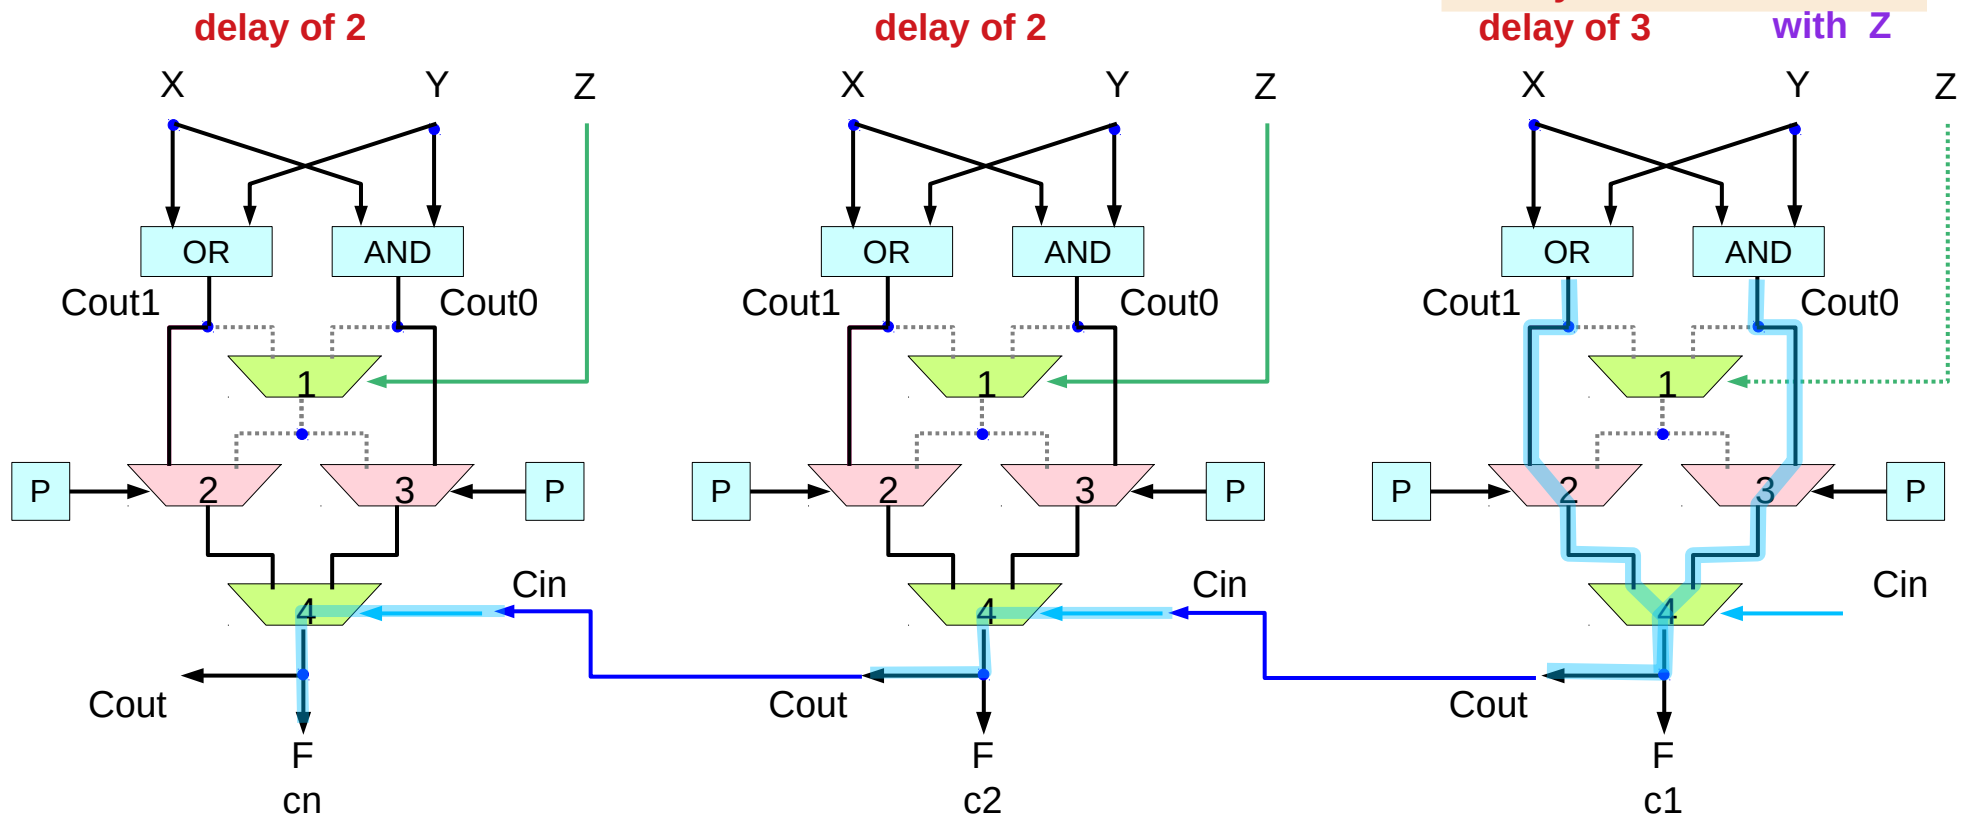 delay of 2
delay of 2
delay of 3
with Z
X
Y
Z
X
Y
Z
X
Y
Z
OR
AND
OR
AND
OR
AND
Cout1
Cout0
Cout1
Cout0
Cout1
Cout0
1
1
1
P
2
3
P
P
2
3
P
P
2
3
P
4
Cin
4
Cin
4
Cin
Cout
Cout
Cout
F
F
F
cn
c2
c1